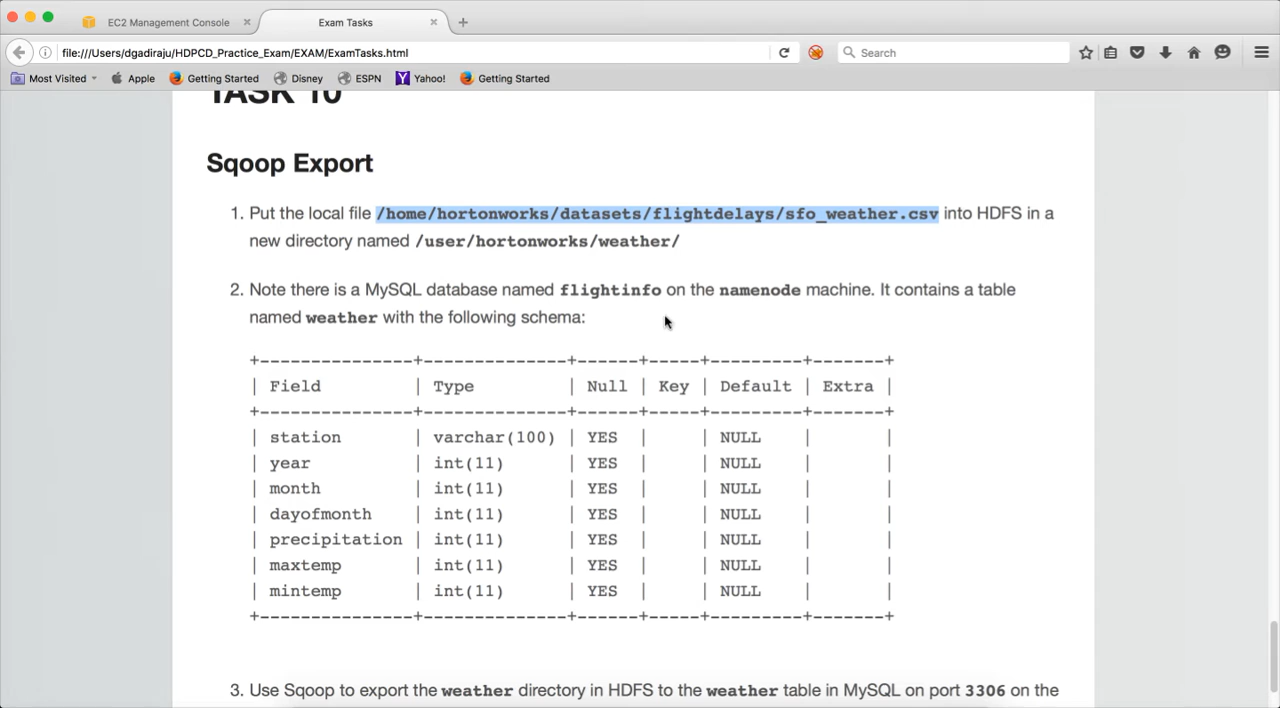 EC2 Management Console
Exam Tasks
file:///Users/dgadiraju/HDPCD_Practice_Exam/EXAM/ExamTasks.html
Search
Most Visited Apple Getting Started Disney ESPN Yahoo! Getting Started
TASK 10
Sqoop Export
1. Put the local file /home/hortonworks/datasets/flightdelays/sfo_weather.csv into HDFS in a
new directory named /user/hortonworks/weather/
2. Note there is a MySQL database named flightinfo on the namenode machine. It contains a table
named weather with the following schema:
+---------------+--------------+------+-----+---------+-------+
| Field | Type | Null | Key | Default | Extra |
+---------------+--------------+------+-----+---------+-------+
| station | varchar(100) | YES | | NULL | |
| year | int(11) | YES | | NULL | |
| month | int(11) | YES | | NULL | |
| dayofmonth | int(11) | YES | | NULL | |
| precipitation | int(11) | YES | | NULL | |
| maxtemp | int(11) | YES | | NULL | |
| mintemp | int(11) | YES | | NULL | |
+---------------+--------------+------+-----+---------+-------+
3. Use Sqoop to export the weather directory in HDFS to the weather table in MySQL on port 3306 on the